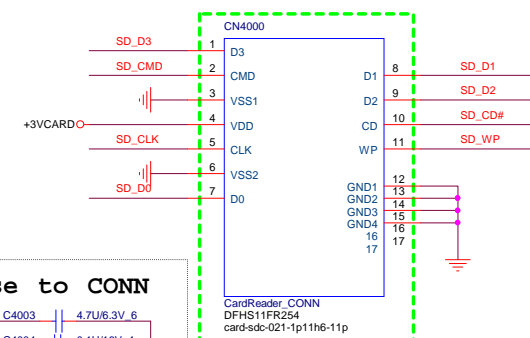 CN4000
SD_D3 1 D3
SD_CMD 2 CMD D1 8 SD_D1
3 VSS1 D2 9 SD_D2
+3VCARD 4 VDD CD 10 SD_CD#
SD_CLK 5 CLK WP 11 SD_WP
6 VSS2
SD_D0 7 D0
GND1 12
GND2 13
GND3 14
GND4 15
16 16
17 17
CardReader_CONN
DFHS11FR254
card-sdc-021-1p11h6-11p
se to CONN
C4003 4.7U/6.3V_6